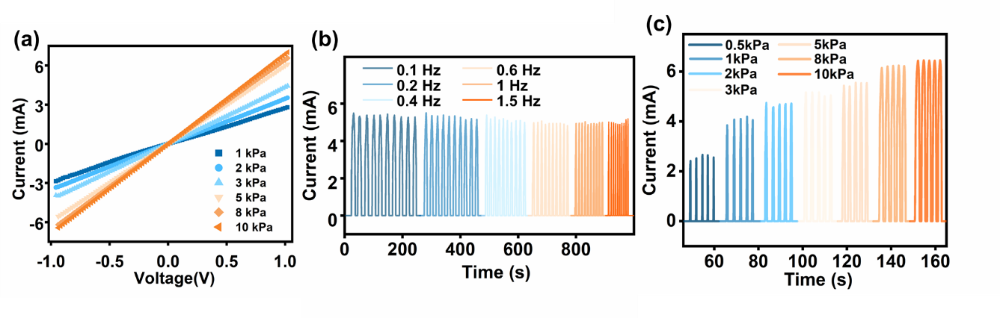 (a)
Current (mA)
6
3
0
-3
-6
1 kPa
2 kPa
3 kPa
5 kPa
8 kPa
10 kPa
-1.0 -0.5 0.0 0.5 1.0
Voltage(V)
(b)
Current (mA)
6
4
2
0
0.1 Hz 0.6 Hz
0.2 Hz 1 Hz
0.4 Hz 1.5 Hz
0 200 400 600 800
Time (s)
(c)
Current (mA)
6
4
2
0
0.5kPa 5kPa
1kPa 8kPa
2kPa 10kPa
3kPa
60 80 100 120 140 160
Time (s)